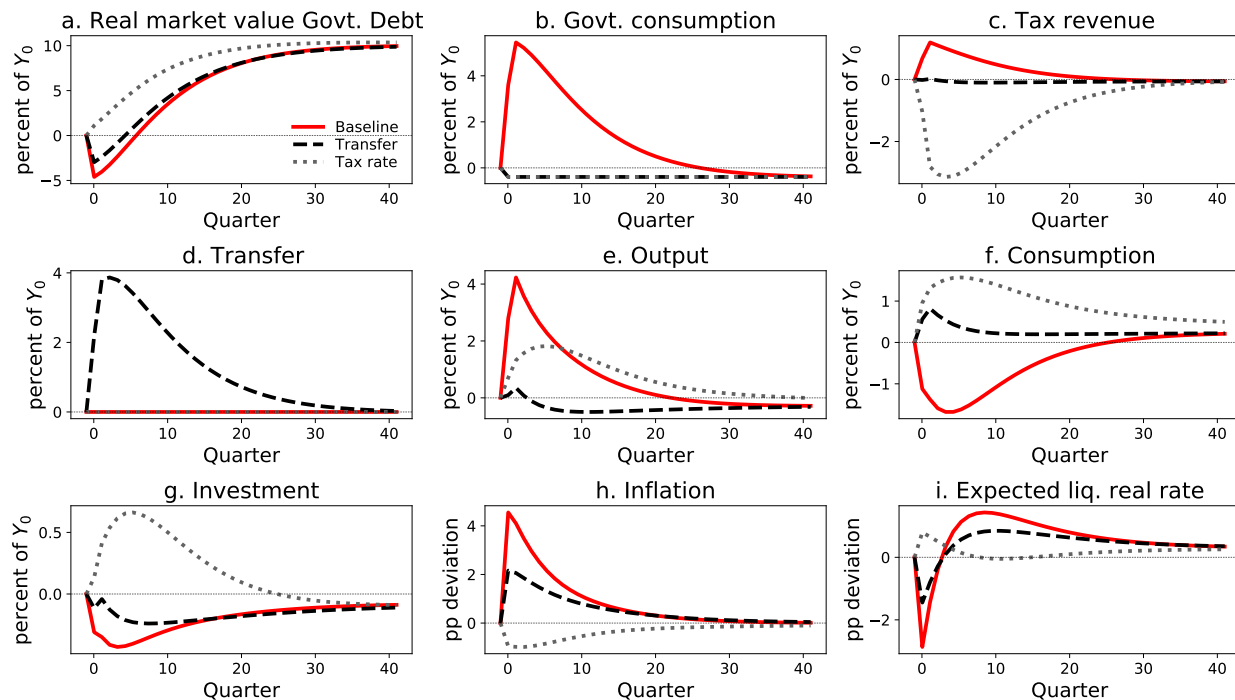 a. Real market value Govt. Debt
percent of Y0
10
5
0
−5
0 10 20 30 40
Quarter
Baseline
Transfer
Tax rate
b. Govt. consumption
percent of Y0
4
2
0
0 10 20 30 40
Quarter
c. Tax revenue
percent of Y0
0
−2
0 10 20 30 40
Quarter
d. Transfer
percent of Y0
4
2
0
0 10 20 30 40
Quarter
e. Output
percent of Y0
4
2
0
0 10 20 30 40
Quarter
f. Consumption
percent of Y0
1
0
−1
0 10 20 30 40
Quarter
g. Investment
percent of Y0
0.5
0.0
0 10 20 30 40
Quarter
h. Inflation
pp deviation
4
2
0
0 10 20 30 40
Quarter
i. Expected liq. real rate
pp deviation
0
−2
0 10 20 30 40
Quarter